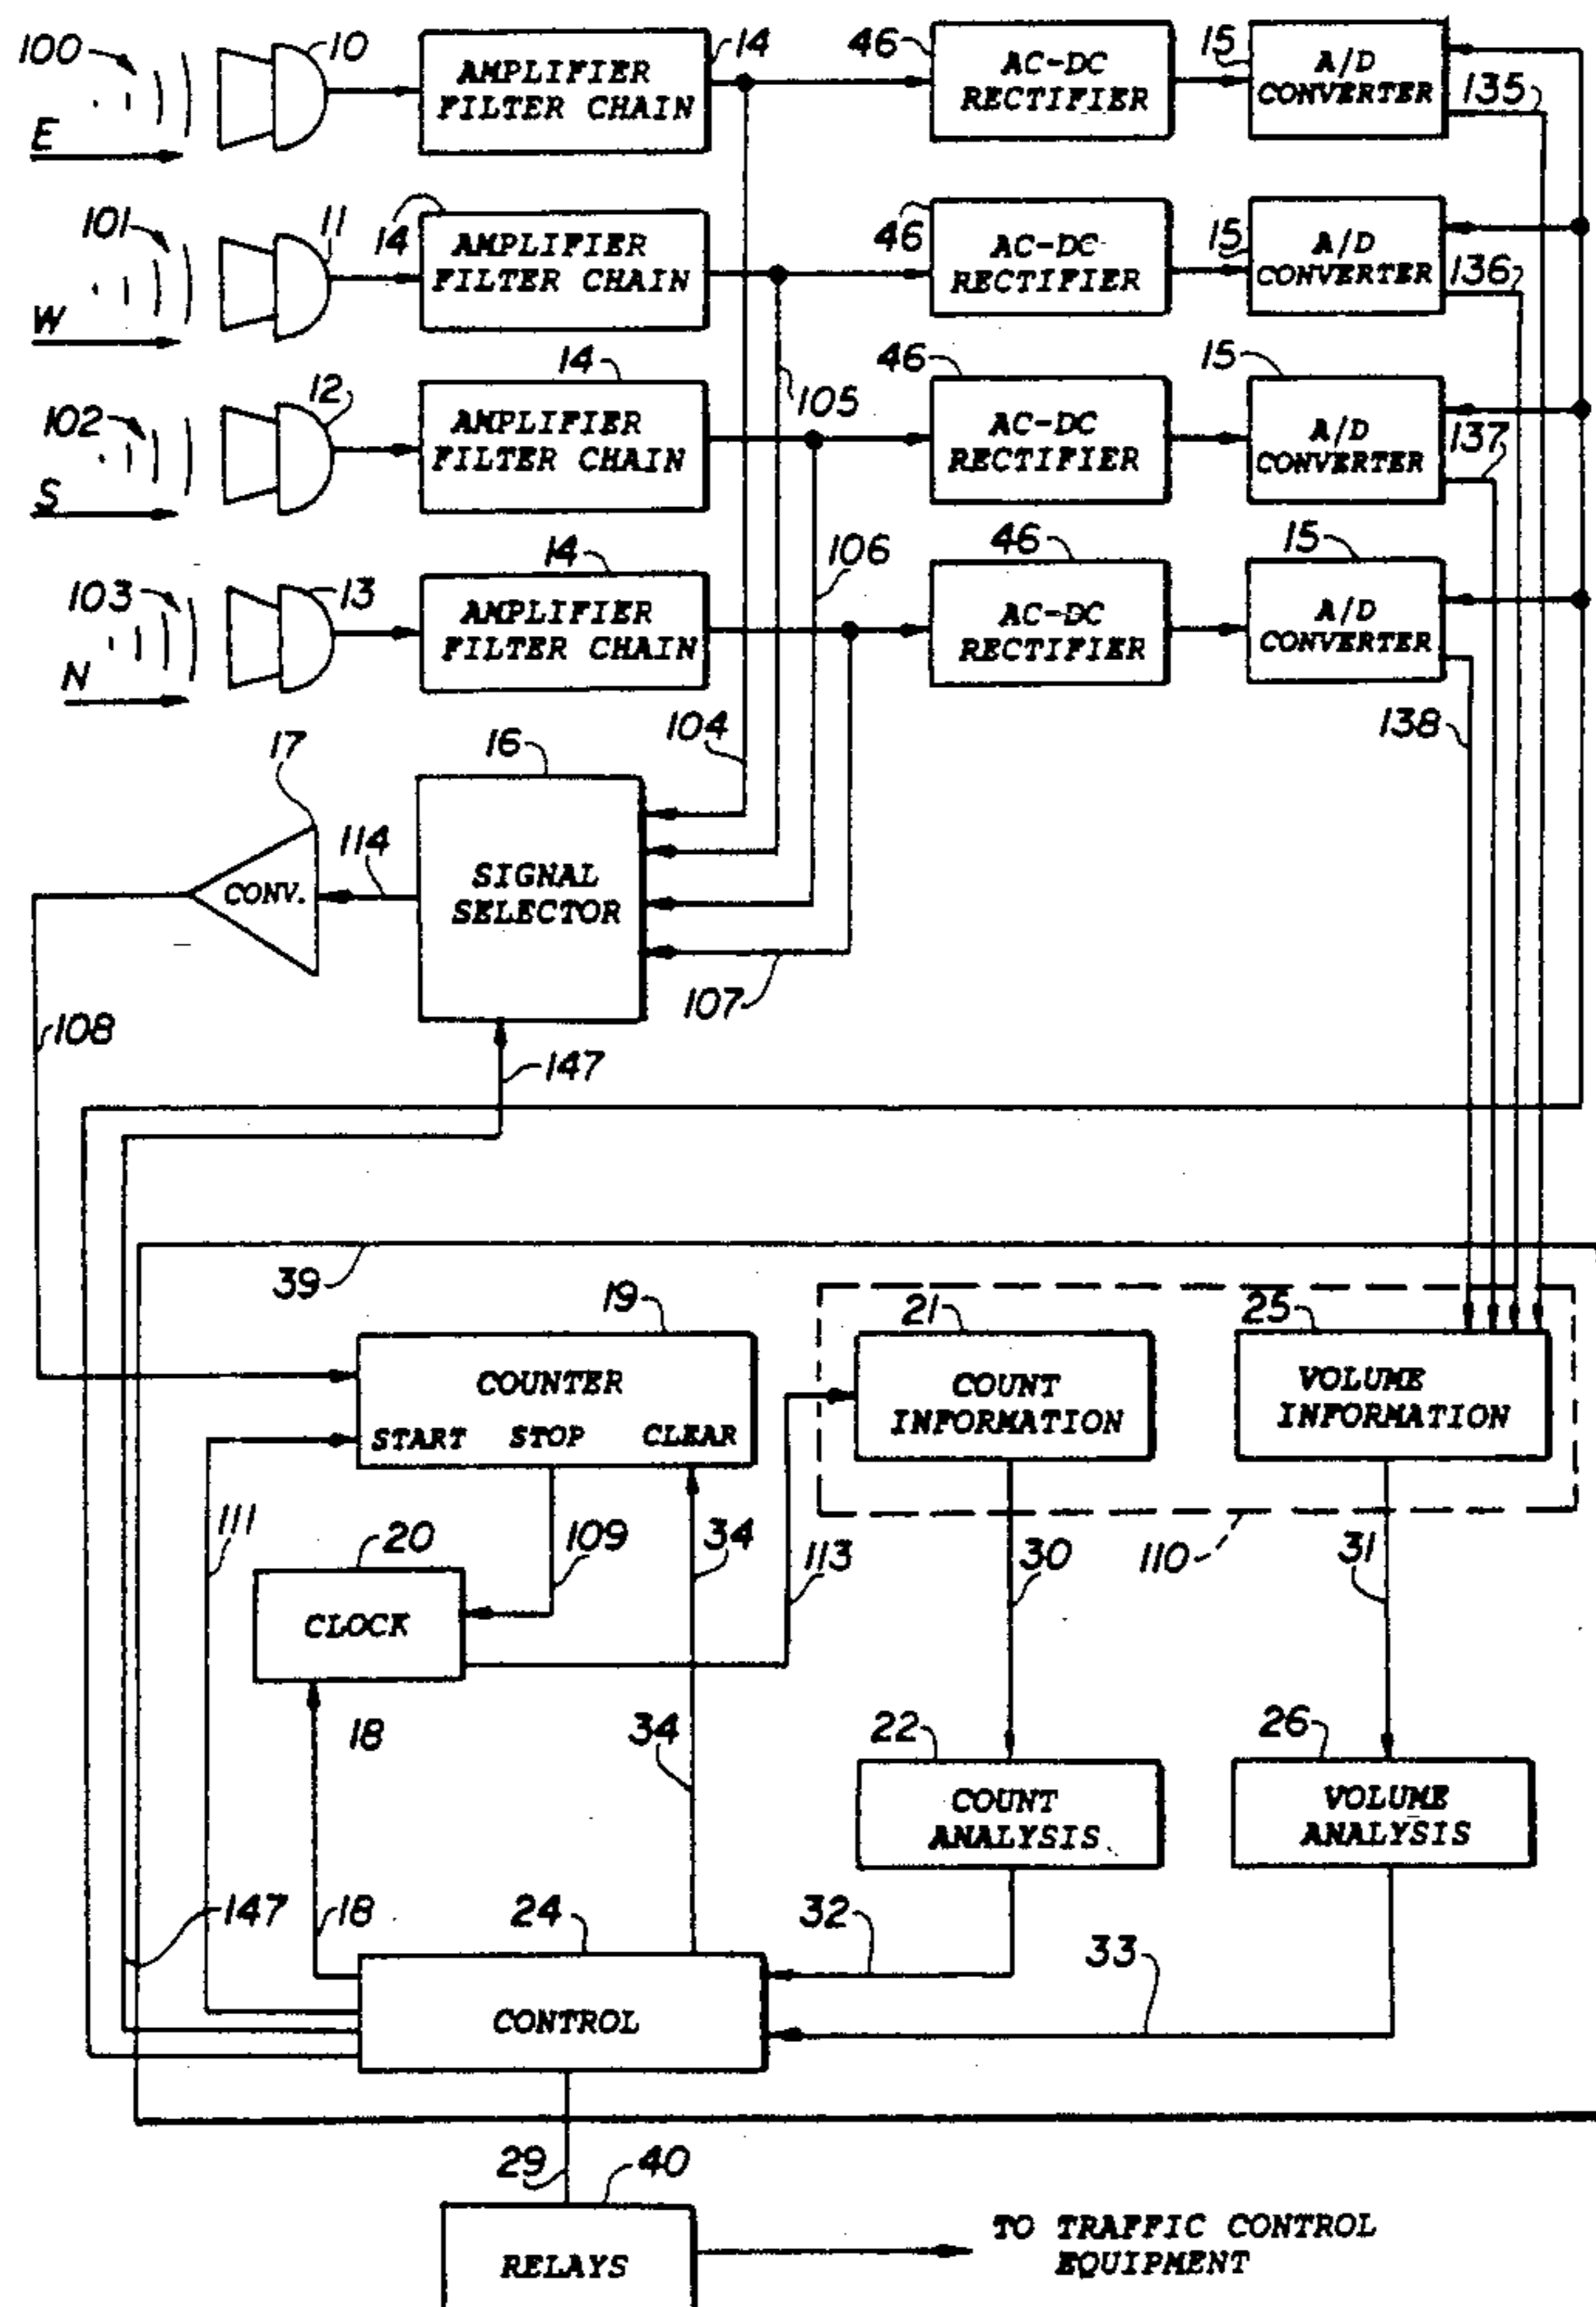 100
10
AMPLIFIER
FILTER CHAIN
14
46
AC-DC
RECTIFIER
15
A/D
CONVERTER
135
E
101
11
14
AMPLIFIER
FILTER CHAIN
46
AC-DC
RECTIFIER
15
A/D
CONVERTER
136
W
105
102
12
14
AMPLIFIER
FILTER CHAIN
46
AC-DC
RECTIFIER
15
A/D
CONVERTER
137
S
106
103
13
14
AMPLIFIER
FILTER CHAIN
46
AC-DC
RECTIFIER
15
A/D
CONVERTER
N
104
138
17
16
CONV.
114
SIGNAL
SELECTOR
107
108
147
39
19
COUNTER
START STOP CLEAR
21
COUNT
INFORMATION
25
VOLUME
INFORMATION
111
20
CLOCK
109
34
113
30
110
31
18
34
22
COUNT
ANALYSIS
26
VOLUME
ANALYSIS
147
18
24
CONTROL
32
33
29
40
RELAYS
TO TRAFFIC CONTROL
EQUIPMENT